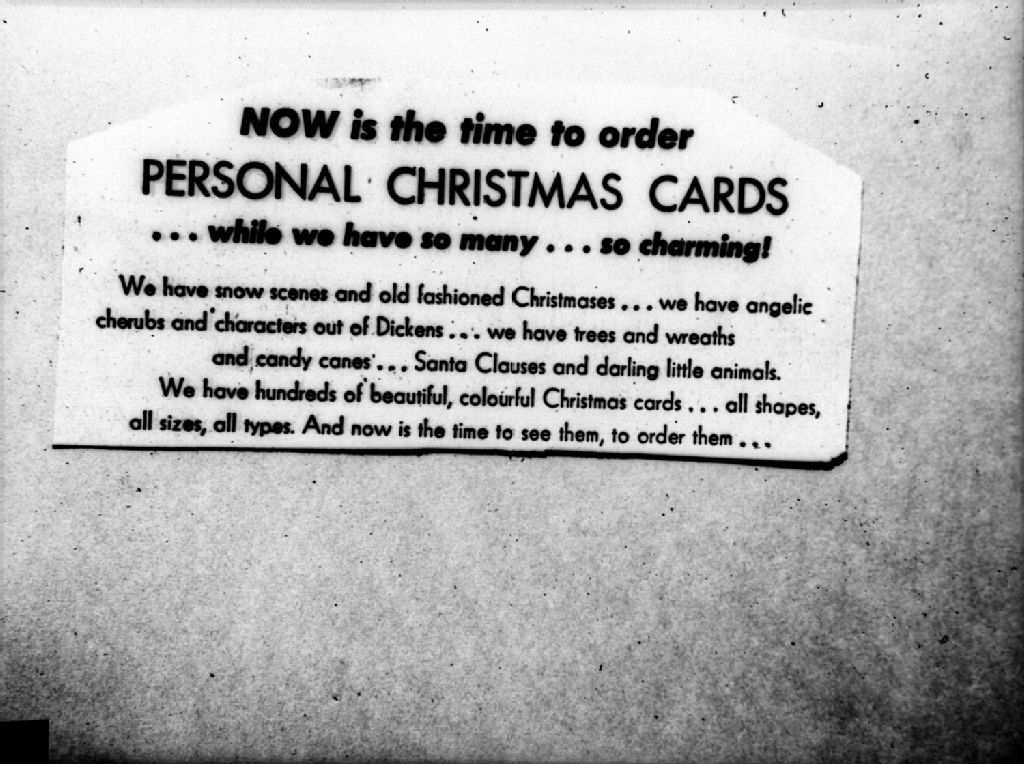 NOW is the time to order
PERSONAL CHRISTMAS CARDS
. . . while we have so many . . . so charming!
We have snow scenes and old fashioned Christmases . . . we have angelic
cherubs and characters out of Dickens . . . we have trees and wreaths
and candy canes . . . Santa Clauses and darling little animals.
We have hundreds of beautiful, colourful Christmas cards . . . all shapes,
all sizes, all types. And now is the time to see them, to order them . . .